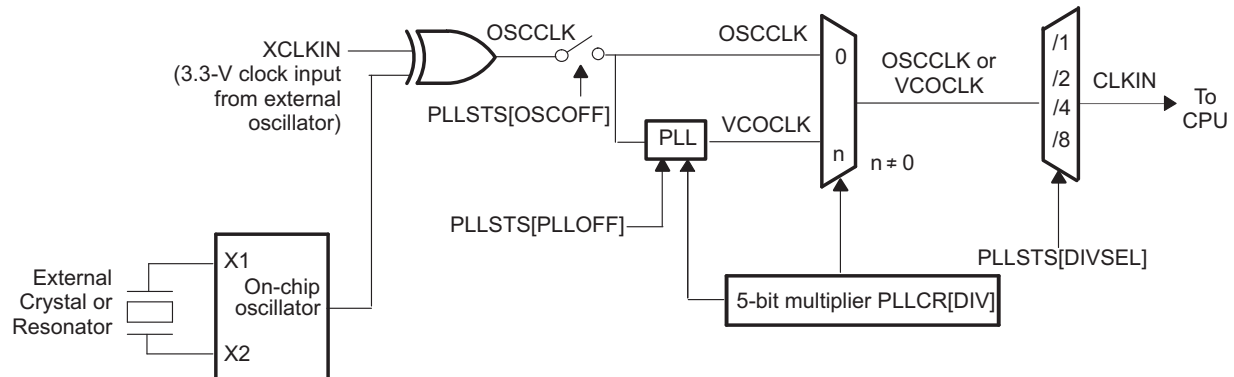 XCLKIN
(3.3-V clock input
from external
oscillator)
OSCCLK
PLLSTS[OSCOFF]
OSCCLK
0
PLL
VCOCLK
n
n ≠ 0
OSCCLK or
VCOCLK
/1
/2
/4
/8
CLKIN
To
CPU
PLLSTS[PLLOFF]
PLLSTS[DIVSEL]
5-bit multiplier PLLCR[DIV]
External
Crystal or
Resonator
X1
On-chip
oscillator
X2